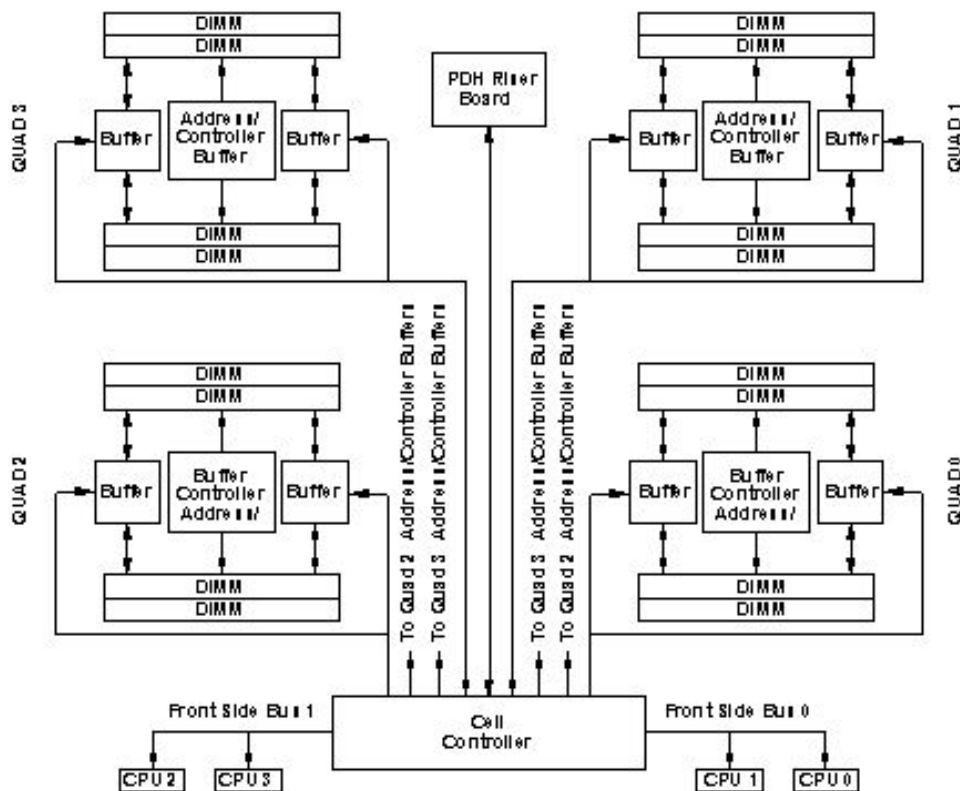 DIMM
DIMM
QUAD 3
Buffer
Address/
Controller
Buffer
Buffer
DIMM
DIMM
PDH Riser
Board
DIMM
DIMM
Buffer
Address/
Controller
Buffer
Buffer
QUAD 1
DIMM
DIMM
DIMM
DIMM
QUAD 2
Buffer
Buffer
Controller
Address/
Buffer
DIMM
DIMM
To Quad 2 Address/Controller Buffers
To Quad 3 Address/Controller Buffers
To Quad 3 Address/Controller Buffers
To Quad 2 Address/Controller Buffers
DIMM
DIMM
Buffer
Buffer
Controller
Address/
Buffer
QUAD 0
DIMM
DIMM
Front Side Bus 1
Cell
Controller
Front Side Bus 0
CPU 2
CPU 3
CPU 1
CPU 0